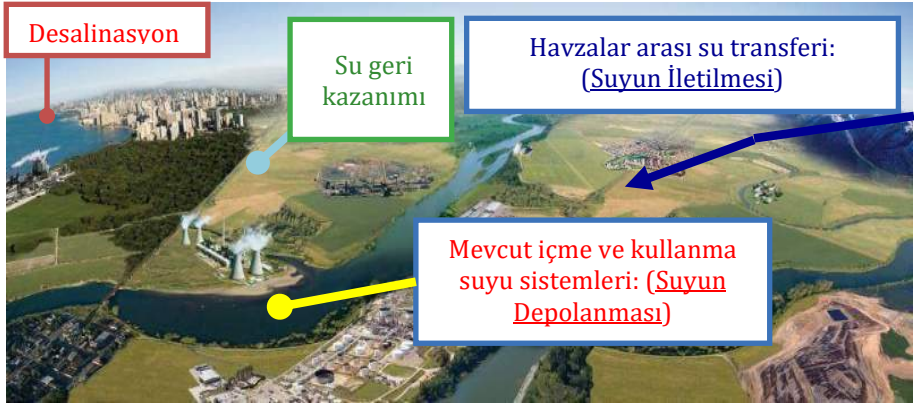 Desalinasyon
Su geri
kazanımı
Havzalar arası su transferi:
(Suyun İletilmesi)
Mevcut içme ve kullanma
suyu sistemleri: (Suyun
Depolanması)